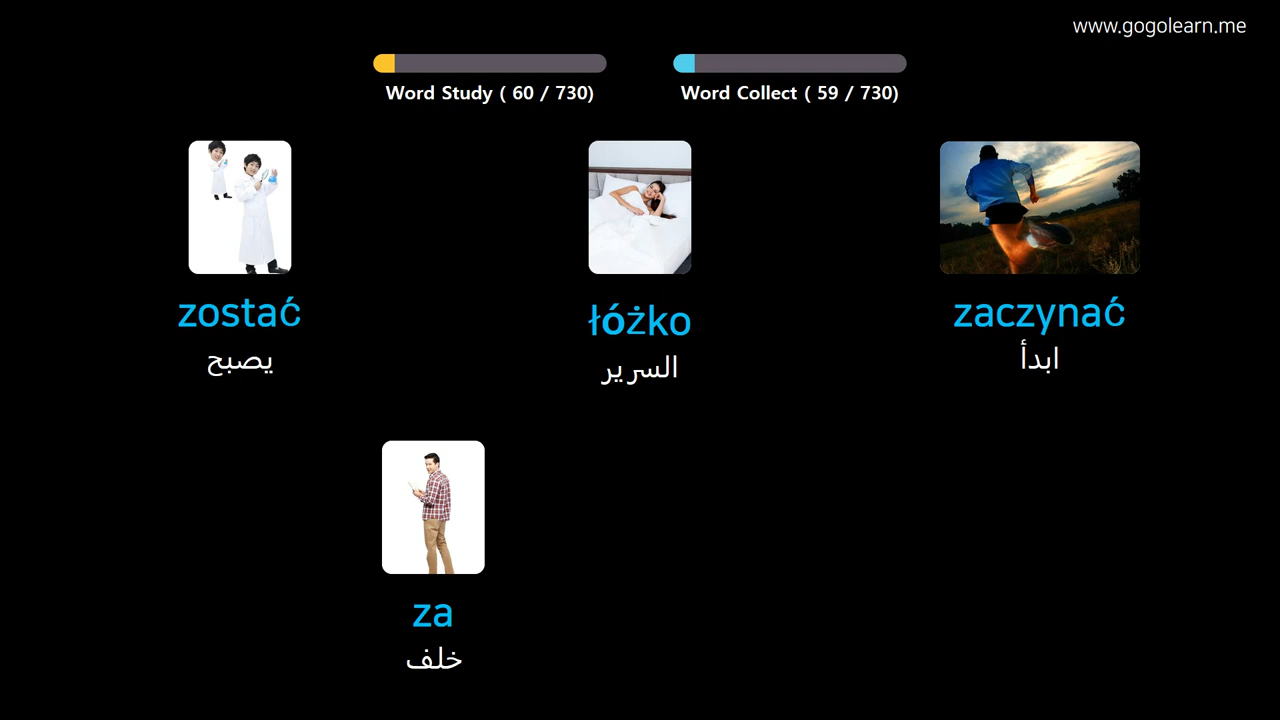 www.gogolearn.me
Word Study ( 60 / 730)
Word Collect ( 59 / 730)
zostać
يصبح
łóżko
السرير
zaczynać
ابدأ
za
خلف